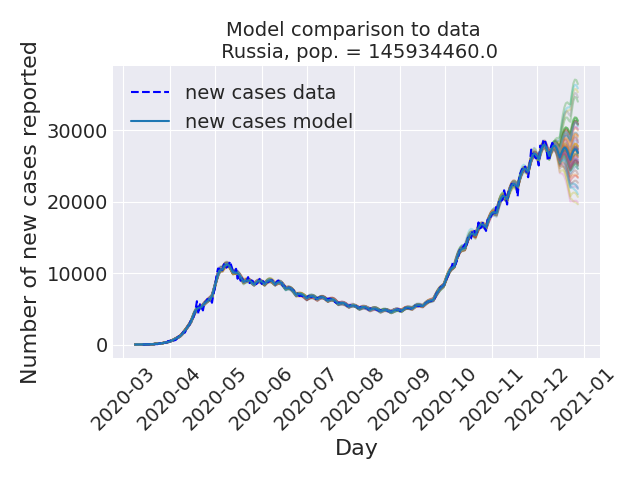 Model comparison to data
Russia, pop. = 145934460.0
new cases data
new cases model
Number of new cases reported
30000
20000
10000
0
2020-03
2020-04
2020-05
2020-06
2020-07
2020-08
2020-09
2020-10
2020-11
2020-12
2021-01
Day